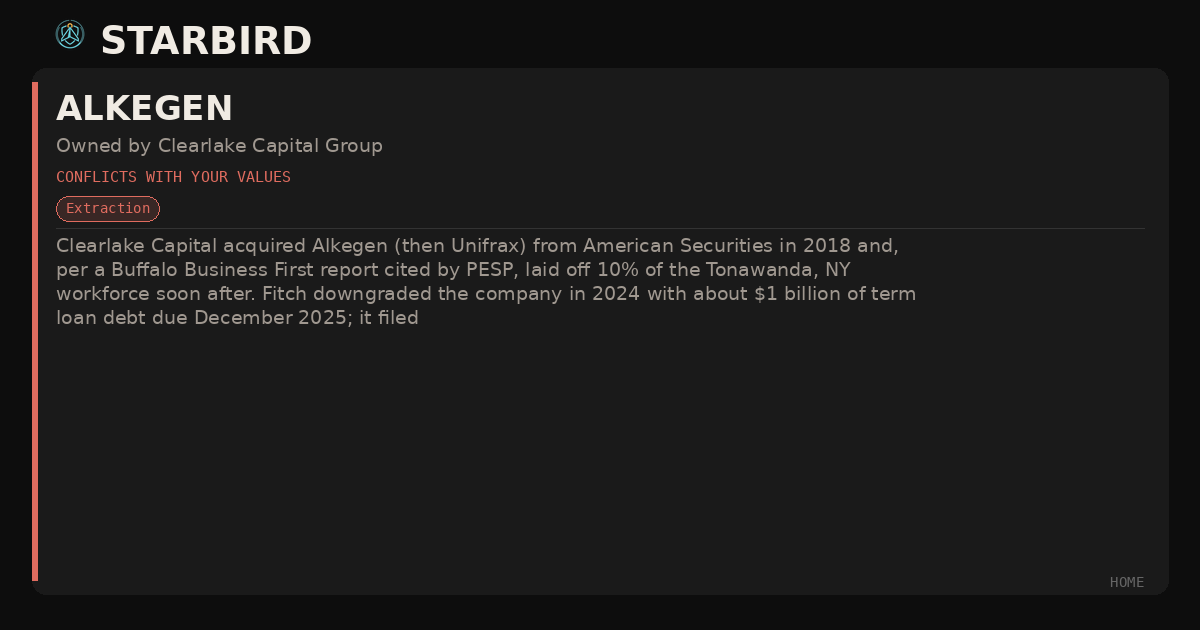 STARBIRD
ALKEGEN
Owned by Clearlake Capital Group
CONFLICTS WITH YOUR VALUES
Extraction
Clearlake Capital acquired Alkegen (then Unifrax) from American Securities in 2018 and,
per a Buffalo Business First report cited by PESP, laid off 10% of the Tonawanda, NY
workforce soon after. Fitch downgraded the company in 2024 with about $1 billion of term
loan debt due December 2025; it filed
HOME